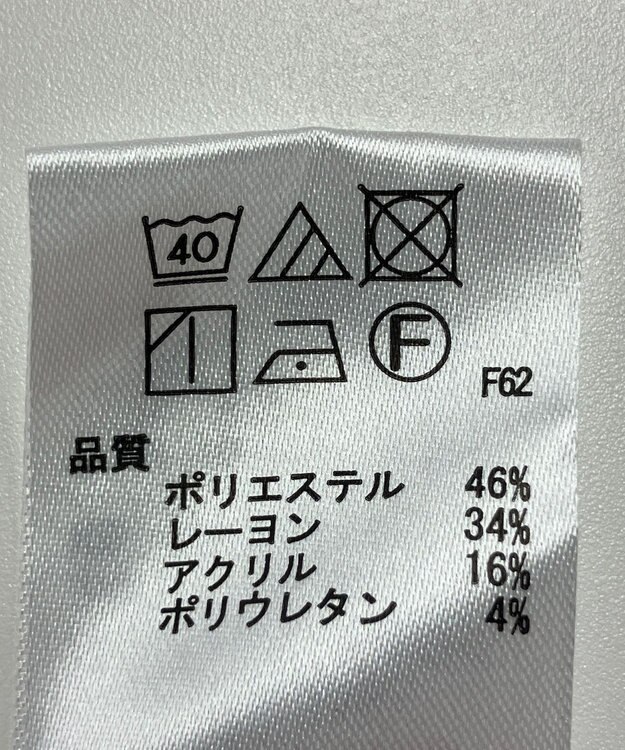 40
F
F62
品質
ポリエステル 46%
レーヨン 34%
アクリル 16%
ポリウレタン 4%